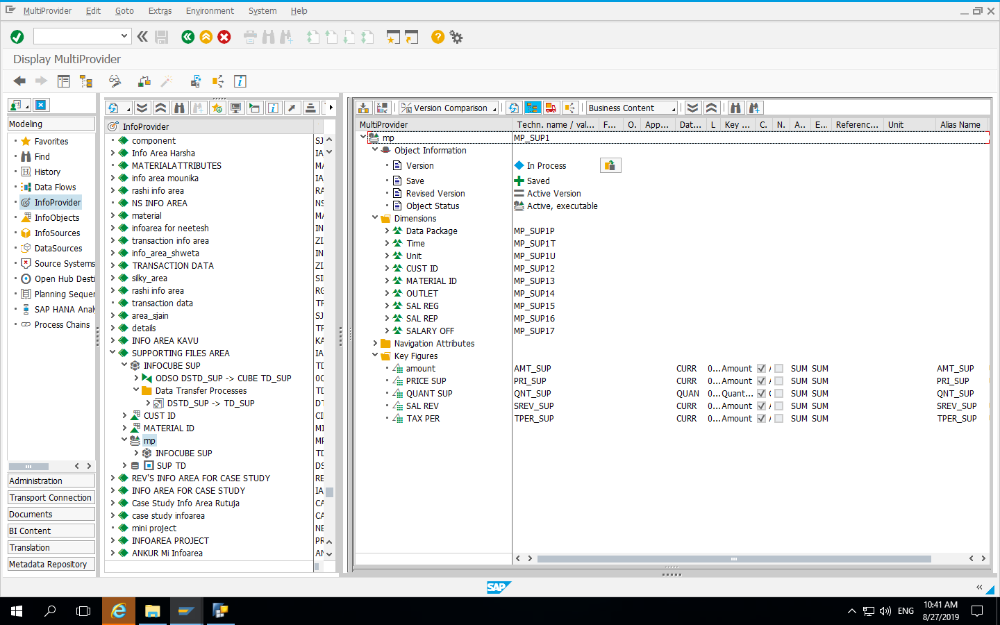 MultiProvider Edit Goto Extras Environment System Help
Display MultiProvider
Version Comparison
Business Content
Modeling
Favorites
Find
History
Data Flows
InfoProvider
InfoObjects
InfoSources
DataSources
Source Systems
Open Hub Desti
Planning Sequer
SAP HANA Anal
Process Chains
Administration
Transport Connection
Documents
BI Content
Translation
Metadata Repository
InfoProvider
component SJ
Info Area Harsha IA
MATERIALATTRIBUTES MA
info area mounika IA
rashi info area RA
NS INFO AREA NS
material MA
infoarea for neetesh IN
transaction info area ZI
info_area_shweta IN
TRANSACTION DATA ZI
silky_area SI
rashi info area RG
transaction data TR
area_sjain SJ
details TR
INFO AREA KAVU KA
SUPPORTING FILES AREA IA
INFOCUBE SUP TD
ODSO DSTD_SUP -> CUBE TD_SUP 0C
Data Transfer Processes TD
DSTD_SUP -> TD_SUP DT
CUST ID CI
MATERIAL ID MI
mp MP
INFOCUBE SUP TD
SUP TD DS
REV'S INFO AREA FOR CASE STUDY RE
INFO AREA FOR CASE STUDY IA
Case Study Info Area Rutuja CA
case study infoarea CA
mini project NE
INFOAREA PROJECT PR
ANKUR Mi Infoarea AN
MultiProvider Techn. name / val... F... O. App... Dat... L Key ... C. N. A.. E.. Referenc... Unit Alias Name
mp MP_SUP1
Object Information
Version In Process
Save Saved
Revised Version Active Version
Object Status Active, executable
Dimensions
Data Package MP_SUP1P
Time MP_SUP1T
Unit MP_SUP1U
CUST ID MP_SUP12
MATERIAL ID MP_SUP13
OUTLET MP_SUP14
SAL REG MP_SUP15
SAL REP MP_SUP16
SALARY OFF MP_SUP17
Navigation Attributes
Key Figures
amount AMT_SUP CURR 0... Amount SUM SUM AMT_SUP
PRICE SUP PRI_SUP CURR 0... Amount SUM SUM PRI_SUP
QUANT SUP QNT_SUP QUAN 0... Quant... SUM SUM QNT_SUP
SAL REV SREV_SUP CURR 0... Amount SUM SUM SREV_SUP
TAX PER TPER_SUP CURR 0... Amount SUM SUM TPER_SUP
SAP
ENG
10:41 AM
8/27/2019